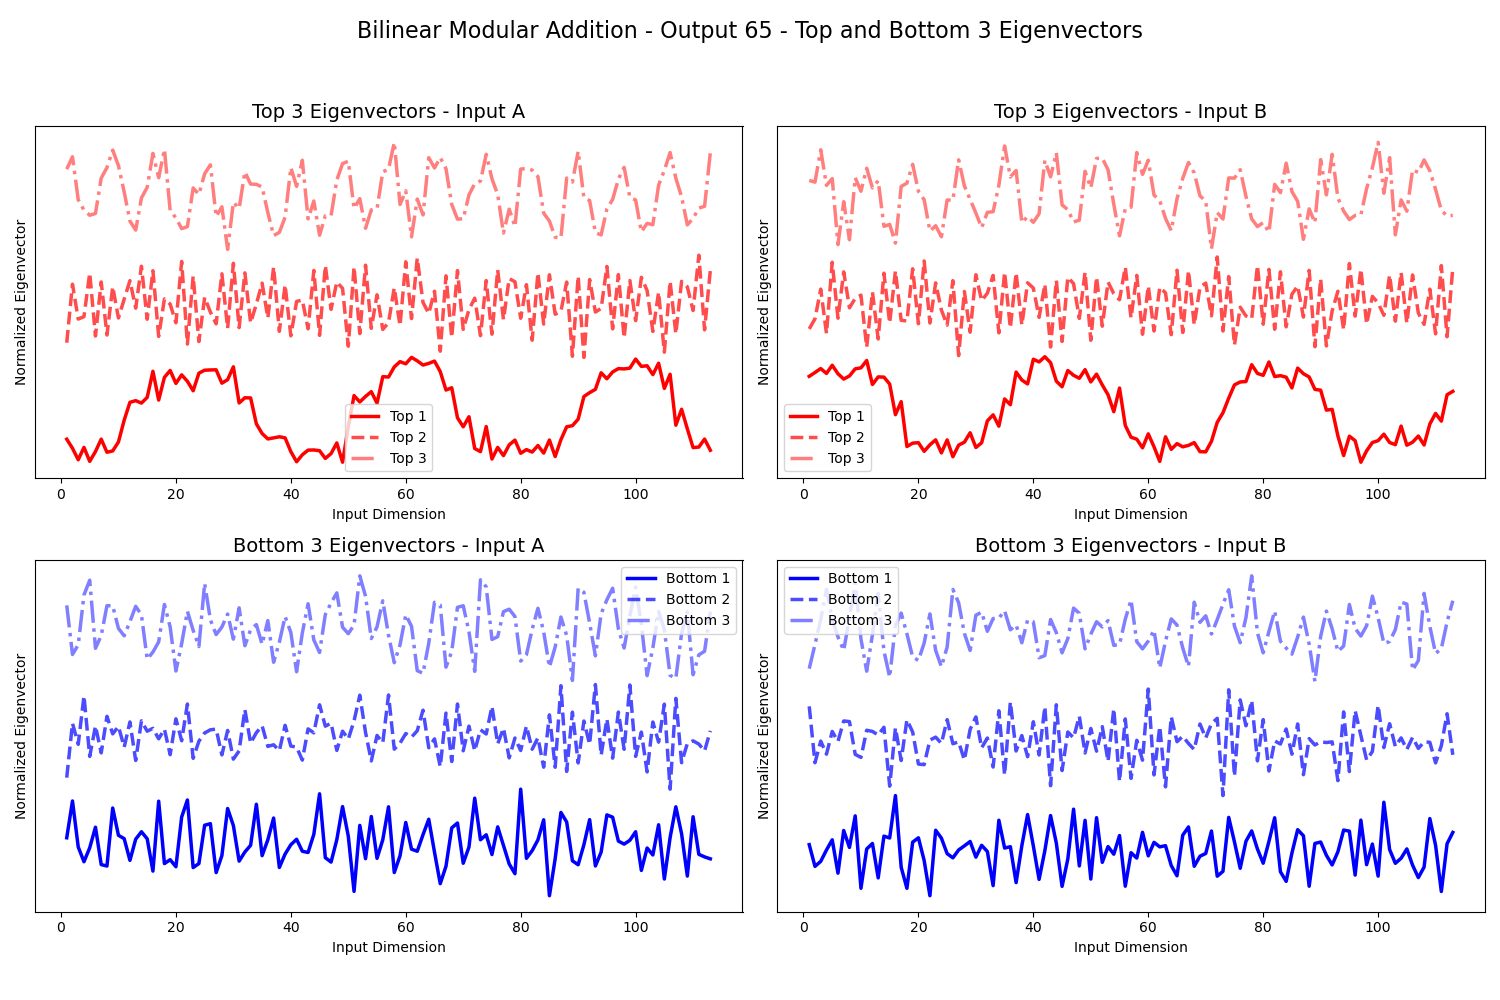 Bilinear Modular Addition - Output 65 - Top and Bottom 3 Eigenvectors
Top 3 Eigenvectors - Input A
Normalized Eigenvector
Top 1
Top 2
Top 3
0 20 40 60 80 100
Input Dimension
Top 3 Eigenvectors - Input B
Normalized Eigenvector
Top 1
Top 2
Top 3
0 20 40 60 80 100
Input Dimension
Bottom 3 Eigenvectors - Input A
Normalized Eigenvector
Bottom 1
Bottom 2
Bottom 3
0 20 40 60 80 100
Input Dimension
Bottom 3 Eigenvectors - Input B
Normalized Eigenvector
Bottom 1
Bottom 2
Bottom 3
0 20 40 60 80 100
Input Dimension